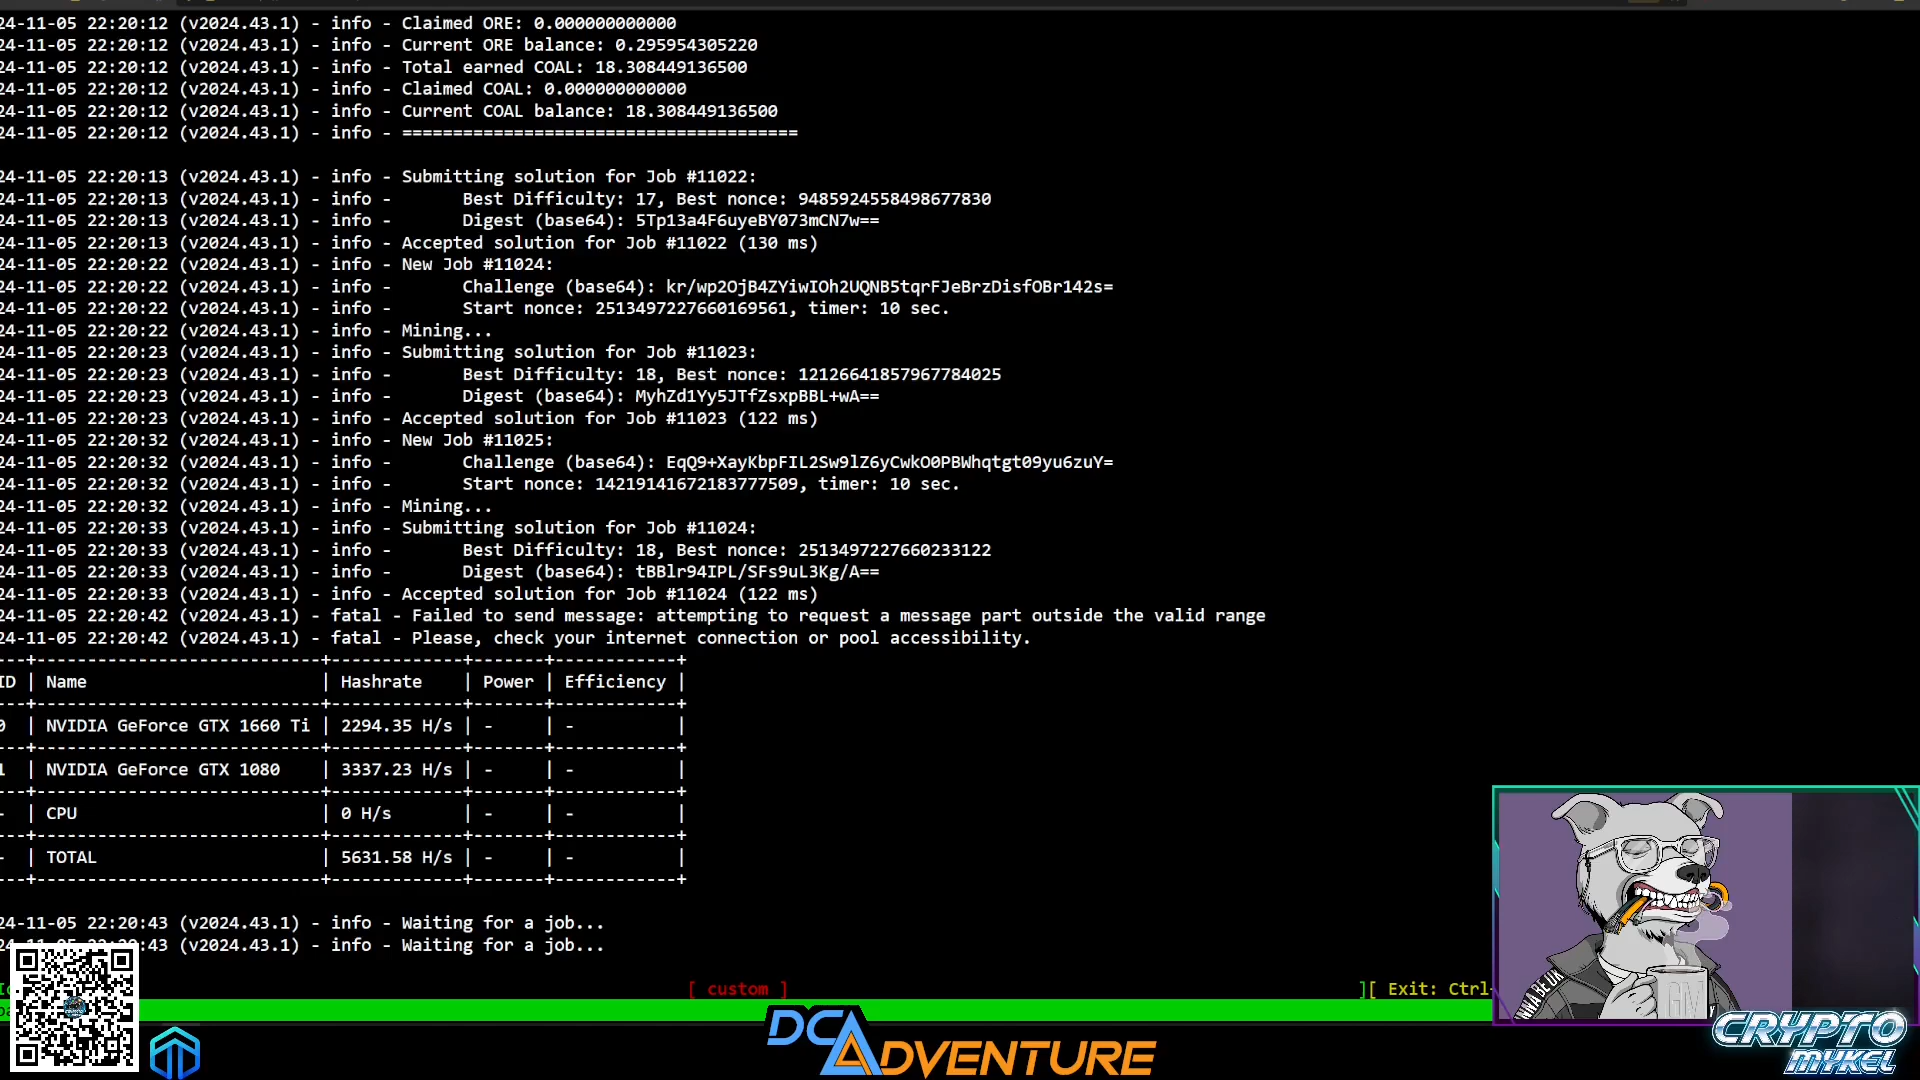 24-11-05 22:20:12 (v2024.43.1) - info - Claimed ORE: 0.000000000000
24-11-05 22:20:12 (v2024.43.1) - info - Current ORE balance: 0.295954305220
24-11-05 22:20:12 (v2024.43.1) - info - Total earned COAL: 18.308449136500
24-11-05 22:20:12 (v2024.43.1) - info - Claimed COAL: 0.000000000000
24-11-05 22:20:12 (v2024.43.1) - info - Current COAL balance: 18.308449136500
24-11-05 22:20:12 (v2024.43.1) - info - =======================================
24-11-05 22:20:13 (v2024.43.1) - info - Submitting solution for Job #11022:
24-11-05 22:20:13 (v2024.43.1) - info -       Best Difficulty: 17, Best nonce: 9485924558498677830
24-11-05 22:20:13 (v2024.43.1) - info -       Digest (base64): 5Tp13a4F6uyeBY073mCN7w==
24-11-05 22:20:13 (v2024.43.1) - info - Accepted solution for Job #11022 (130 ms)
24-11-05 22:20:22 (v2024.43.1) - info - New Job #11024:
24-11-05 22:20:22 (v2024.43.1) - info -       Challenge (base64): kr/wp2OjB4ZYiwIOh2UQNB5tqrFJeBrzDisfOBr142s=
24-11-05 22:20:22 (v2024.43.1) - info -       Start nonce: 2513497227660169561, timer: 10 sec.
24-11-05 22:20:22 (v2024.43.1) - info - Mining...
24-11-05 22:20:23 (v2024.43.1) - info - Submitting solution for Job #11023:
24-11-05 22:20:23 (v2024.43.1) - info -       Best Difficulty: 18, Best nonce: 12126641857967784025
24-11-05 22:20:23 (v2024.43.1) - info -       Digest (base64): MyhZd1Yy5JTfZsxpBBL+wA==
24-11-05 22:20:23 (v2024.43.1) - info - Accepted solution for Job #11023 (122 ms)
24-11-05 22:20:32 (v2024.43.1) - info - New Job #11025:
24-11-05 22:20:32 (v2024.43.1) - info -       Challenge (base64): EqQ9+XayKbpFIL2Sw9lZ6yCwkO0PBWhqtgt09yu6zuY=
24-11-05 22:20:32 (v2024.43.1) - info -       Start nonce: 14219141672183777509, timer: 10 sec.
24-11-05 22:20:32 (v2024.43.1) - info - Mining...
24-11-05 22:20:33 (v2024.43.1) - info - Submitting solution for Job #11024:
24-11-05 22:20:33 (v2024.43.1) - info -       Best Difficulty: 18, Best nonce: 2513497227660233122
24-11-05 22:20:33 (v2024.43.1) - info -       Digest (base64): tBBlr94IPL/SFs9uL3Kg/A==
24-11-05 22:20:33 (v2024.43.1) - info - Accepted solution for Job #11024 (122 ms)
24-11-05 22:20:42 (v2024.43.1) - fatal - Failed to send message: attempting to request a message part outside the valid range
24-11-05 22:20:42 (v2024.43.1) - fatal - Please, check your internet connection or pool accessibility.
ID | Name | Hashrate | Power | Efficiency |
0 | NVIDIA GeForce GTX 1660 Ti | 2294.35 H/s | - | - |
1 | NVIDIA GeForce GTX 1080 | 3337.23 H/s | - | - |
- | CPU | 0 H/s | - | - |
- | TOTAL | 5631.58 H/s | - | - |
24-11-05 22:20:43 (v2024.43.1) - info - Waiting for a job...
24-11-05 22:20:43 (v2024.43.1) - info - Waiting for a job...
[ custom ] ][ Exit: Ctrl-
GM
DCADVENTURE
CRYPTO
MYKEL